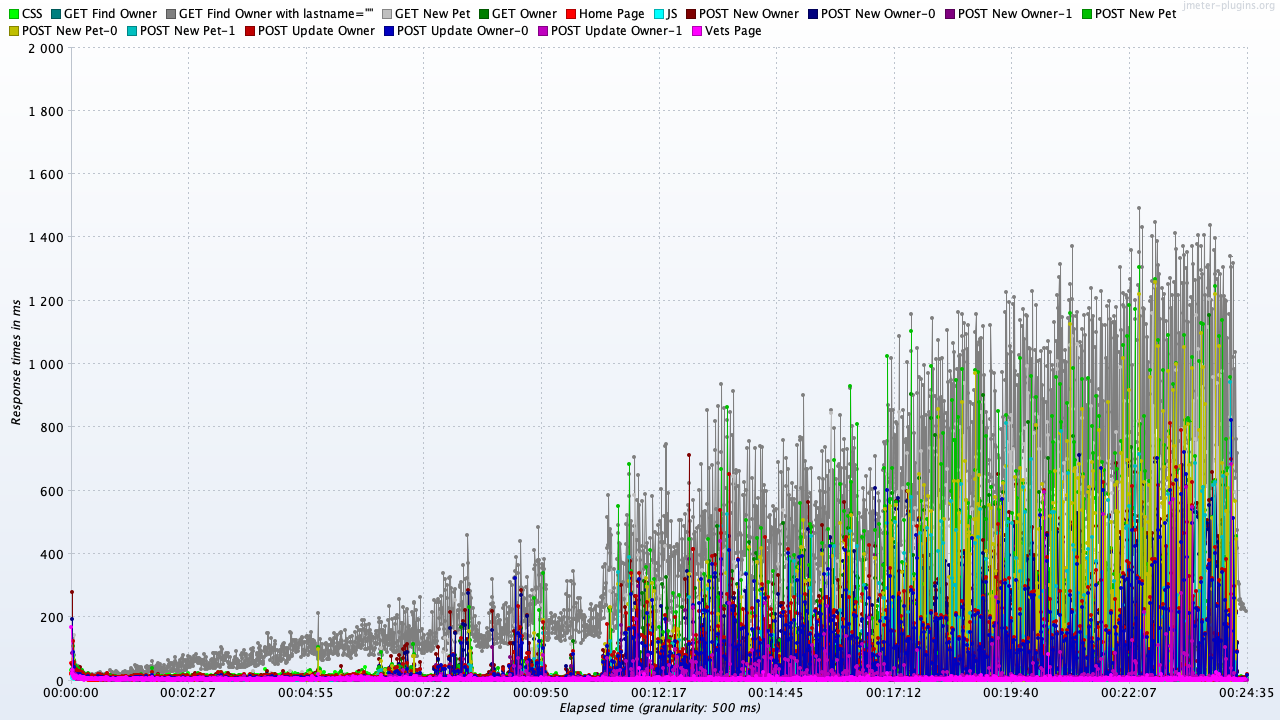 jmeter-plugins.org
CSS GET Find Owner GET Find Owner with lastname="" GET New Pet GET Owner Home Page JS POST New Owner POST New Owner-0 POST New Owner-1 POST New Pet
POST New Pet-0 POST New Pet-1 POST Update Owner POST Update Owner-0 POST Update Owner-1 Vets Page
2 000
1 800
1 600
1 400
1 200
1 000
800
600
400
200
0
Response times in ms
00:00:00 00:02:27 00:04:55 00:07:22 00:09:50 00:12:17 00:14:45 00:17:12 00:19:40 00:22:07 00:24:35
Elapsed time (granularity: 500 ms)